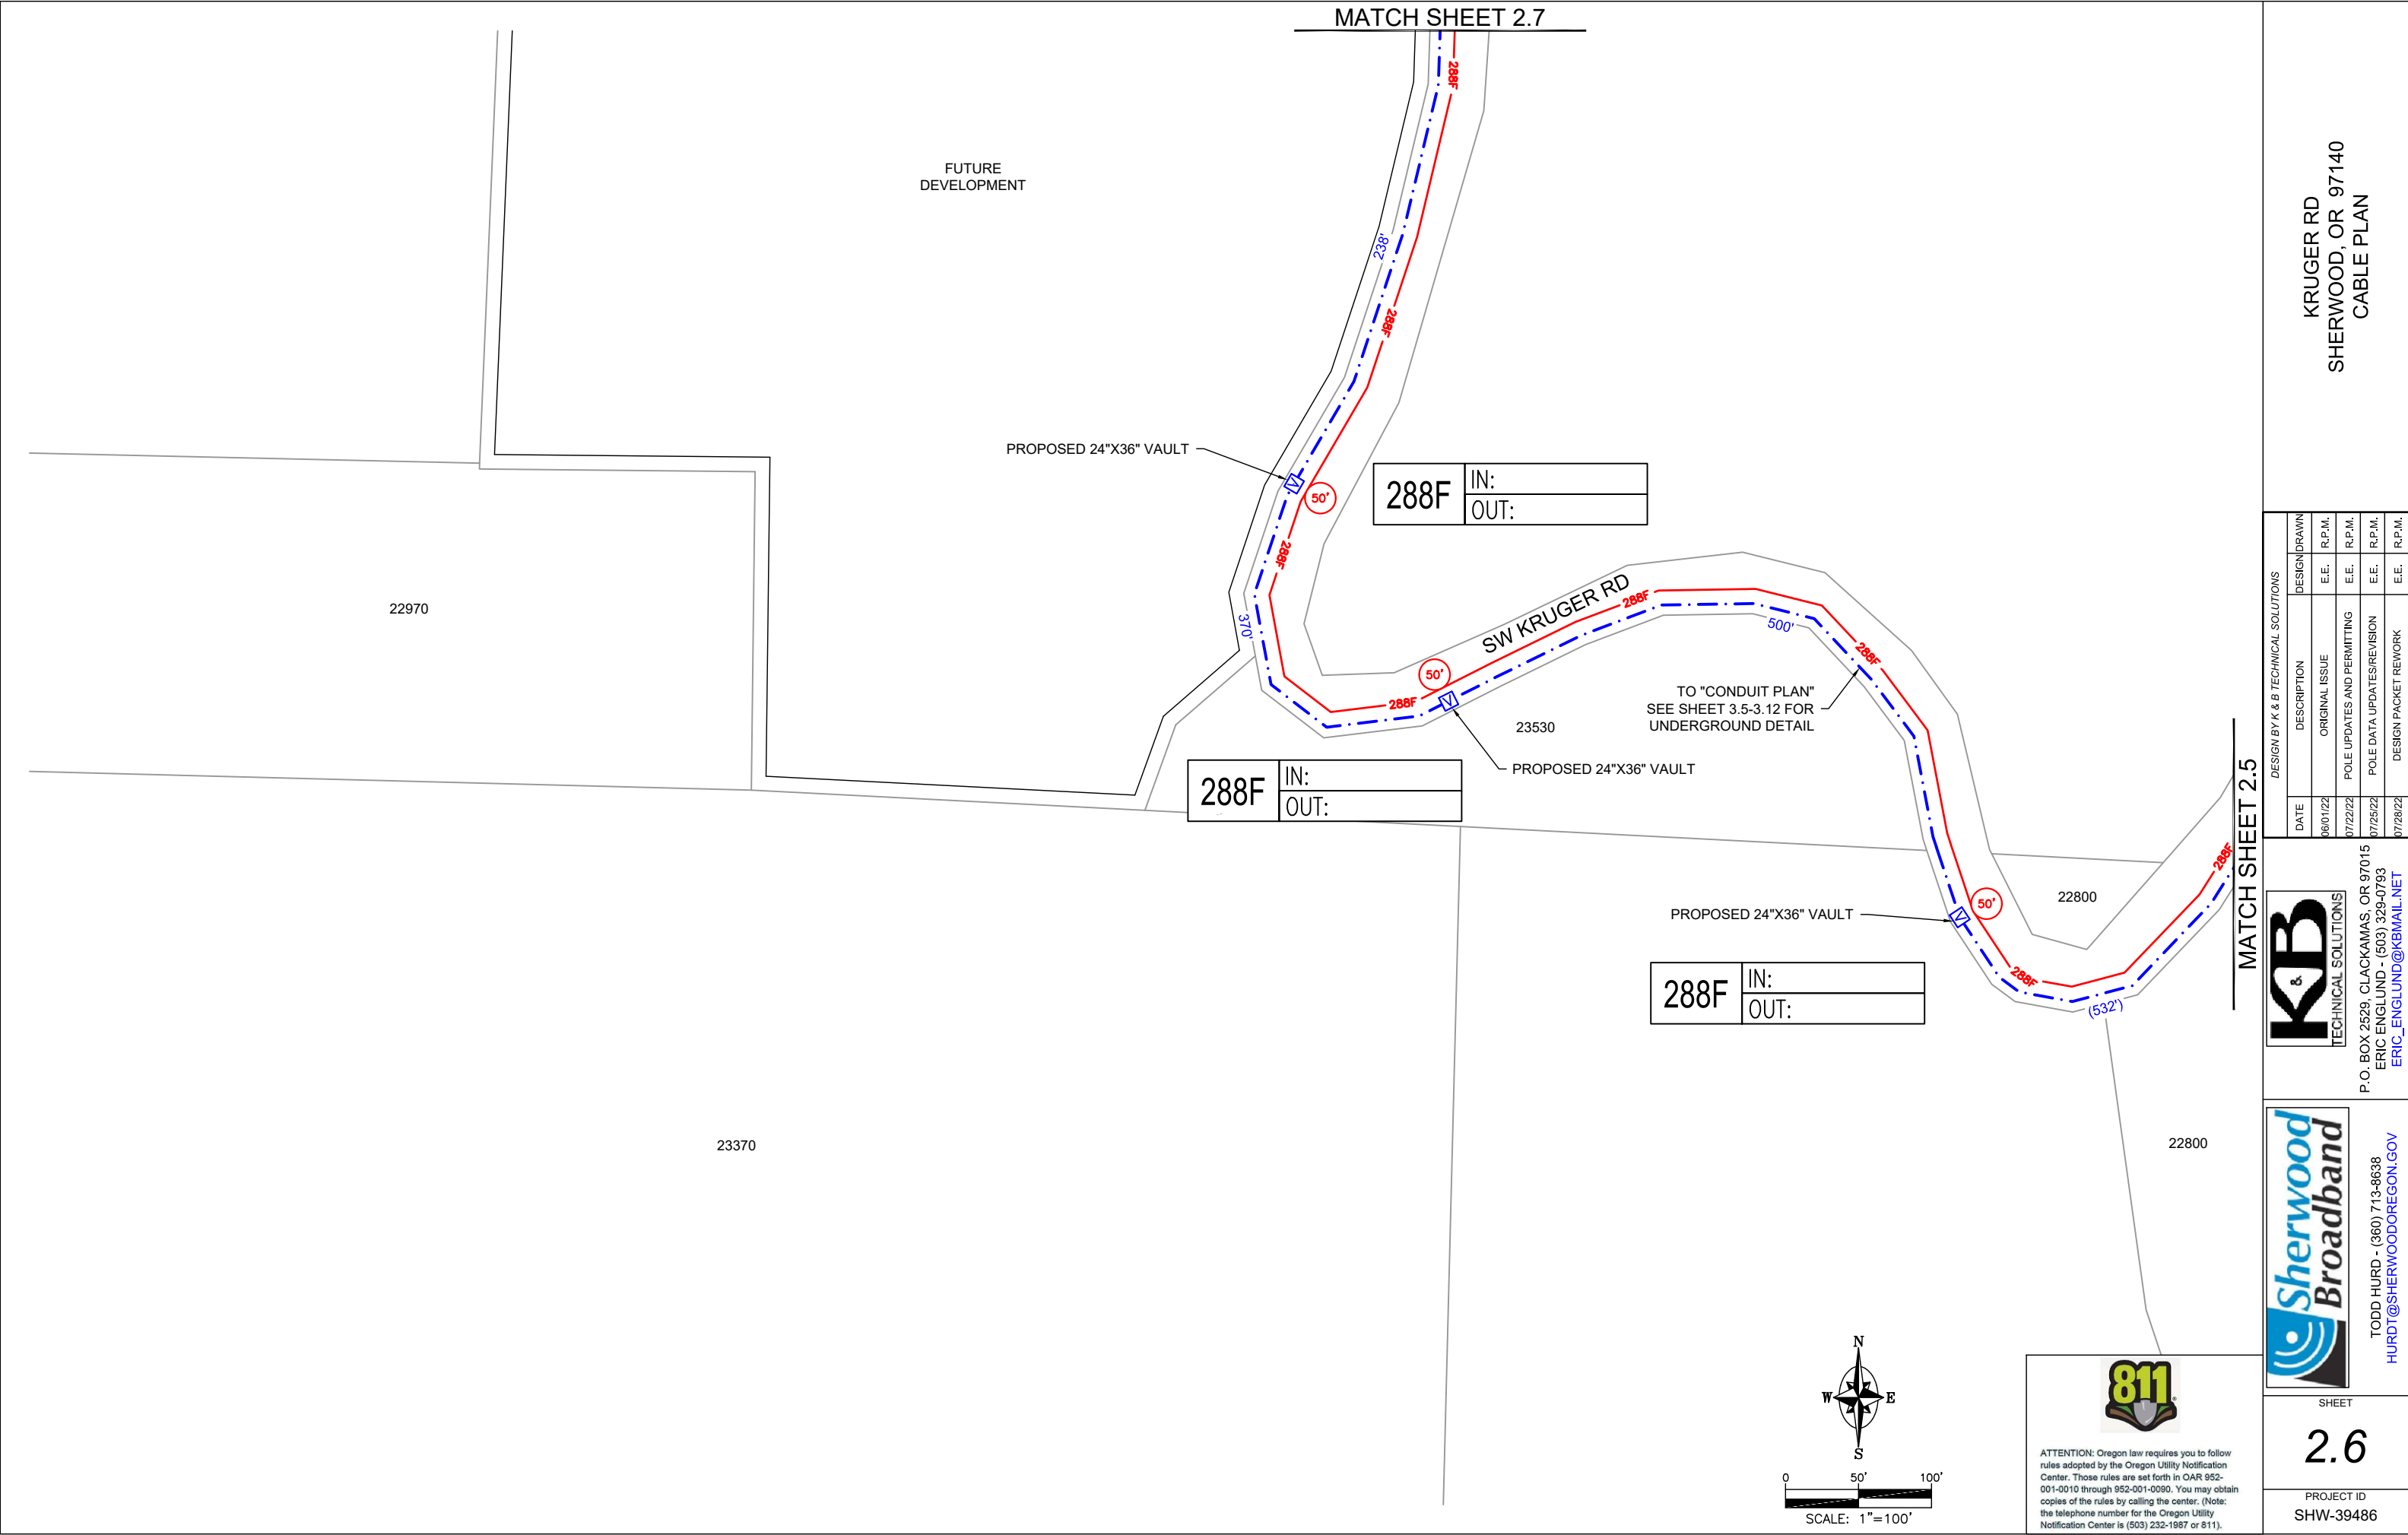 MATCH SHEET 2.7
288F
FUTURE
DEVELOPMENT
238'
288F
PROPOSED 24"X36" VAULT
V
50'
288F
IN:
OUT:
288F
22970
370'
SW KRUGER RD
288F
500'
288F
50'
288F
V
TO "CONDUIT PLAN"
SEE SHEET 3.5-3.12 FOR
UNDERGROUND DETAIL
23530
PROPOSED 24"X36" VAULT
288F
IN:
OUT:
MATCH SHEET 2.5
288F
22800
PROPOSED 24"X36" VAULT
V
50'
288F
IN:
OUT:
288F
(532')
23370
22800
N
W
E
S
0
50'
100'
SCALE: 1"=100'
811
ATTENTION: Oregon law requires you to follow
rules adopted by the Oregon Utility Notification
Center. Those rules are set forth in OAR 952-
001-0010 through 952-001-0090. You may obtain
copies of the rules by calling the center. (Note:
the telephone number for the Oregon Utility
Notification Center is (503) 232-1987 or 811).
KRUGER RD
SHERWOOD, OR 97140
CABLE PLAN
DESIGN BY K & B TECHNICAL SOLUTIONS
DATE DESCRIPTION DESIGN DRAWN
06/01/22 ORIGINAL ISSUE E.E. R.P.M.
07/22/22 POLE UPDATES AND PERMITTING E.E. R.P.M.
07/25/22 POLE DATA UPDATES/REVISION E.E. R.P.M.
07/28/22 DESIGN PACKET REWORK E.E. R.P.M.
K&B
TECHNICAL SOLUTIONS
P.O. BOX 2529, CLACKAMAS, OR 97015
ERIC ENGLUND - (503) 329-0793
ERIC_ENGLUND@KBMAIL.NET
Sherwood
Broadband
TODD HURD - (360) 713-8638
HURDT@SHERWOODOREGON.GOV
SHEET
2.6
PROJECT ID
SHW-39486